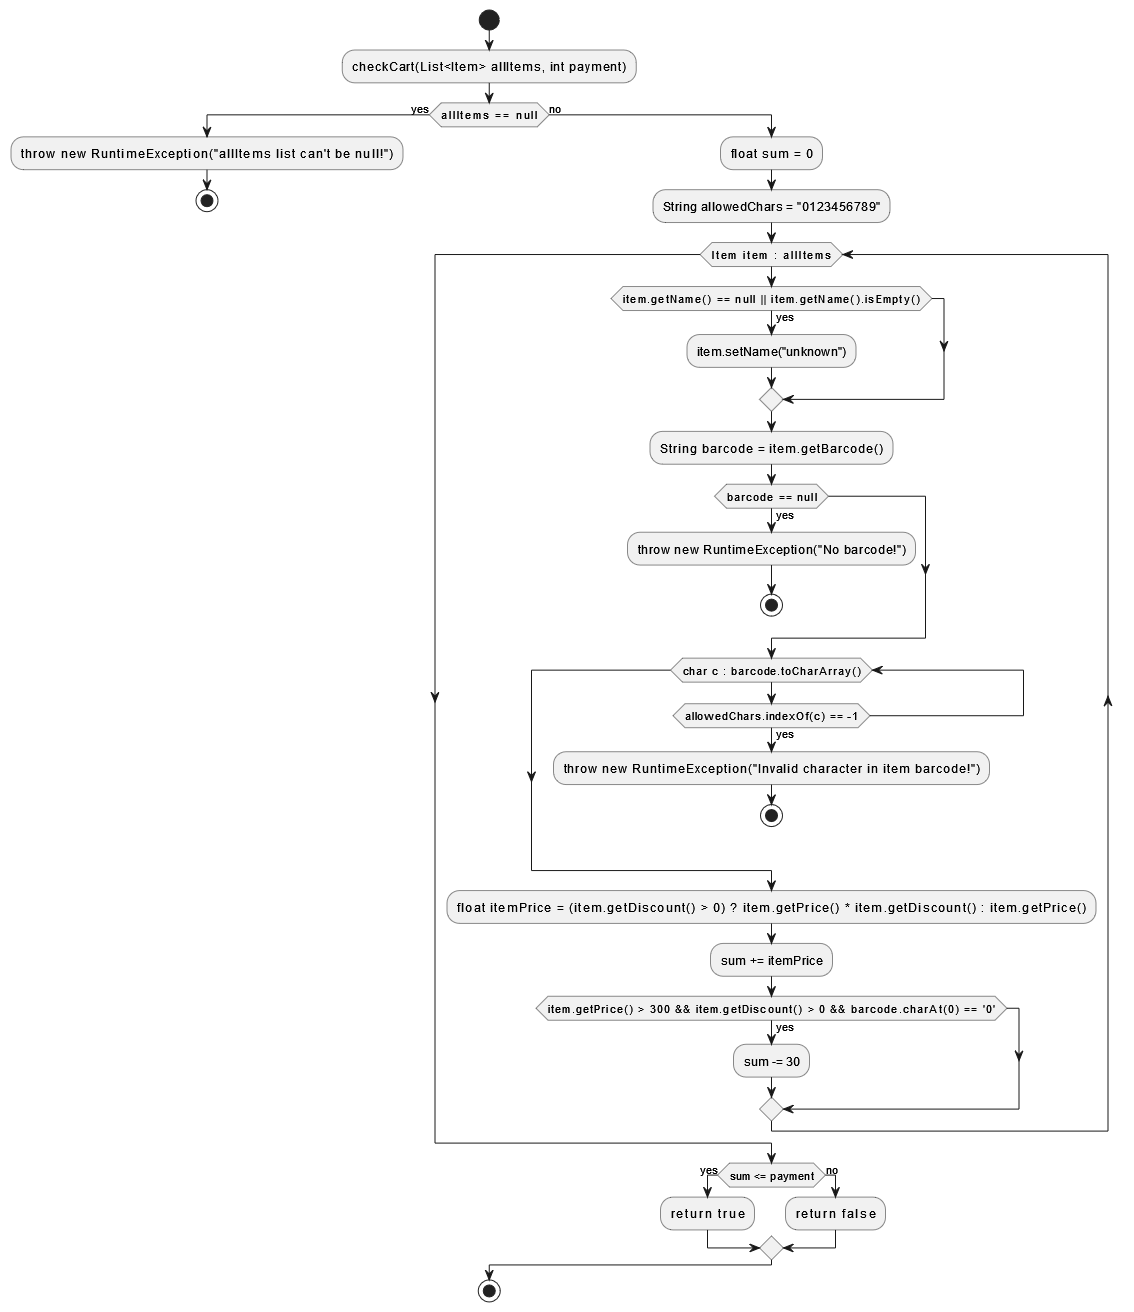 checkCart(List<Item> allItems, int payment)
yes
allItems == null
no
throw new RuntimeException("allItems list can't be null!")
float sum = 0
String allowedChars = "0123456789"
Item item : allItems
item.getName() == null || item.getName().isEmpty()
yes
item.setName("unknown")
String barcode = item.getBarcode()
barcode == null
yes
throw new RuntimeException("No barcode!")
char c : barcode.toCharArray()
allowedChars.indexOf(c) == -1
yes
throw new RuntimeException("Invalid character in item barcode!")
float itemPrice = (item.getDiscount() > 0) ? item.getPrice() * item.getDiscount() : item.getPrice()
sum += itemPrice
item.getPrice() > 300 && item.getDiscount() > 0 && barcode.charAt(0) == '0'
yes
sum -= 30
yes
sum <= payment
no
return true
return false